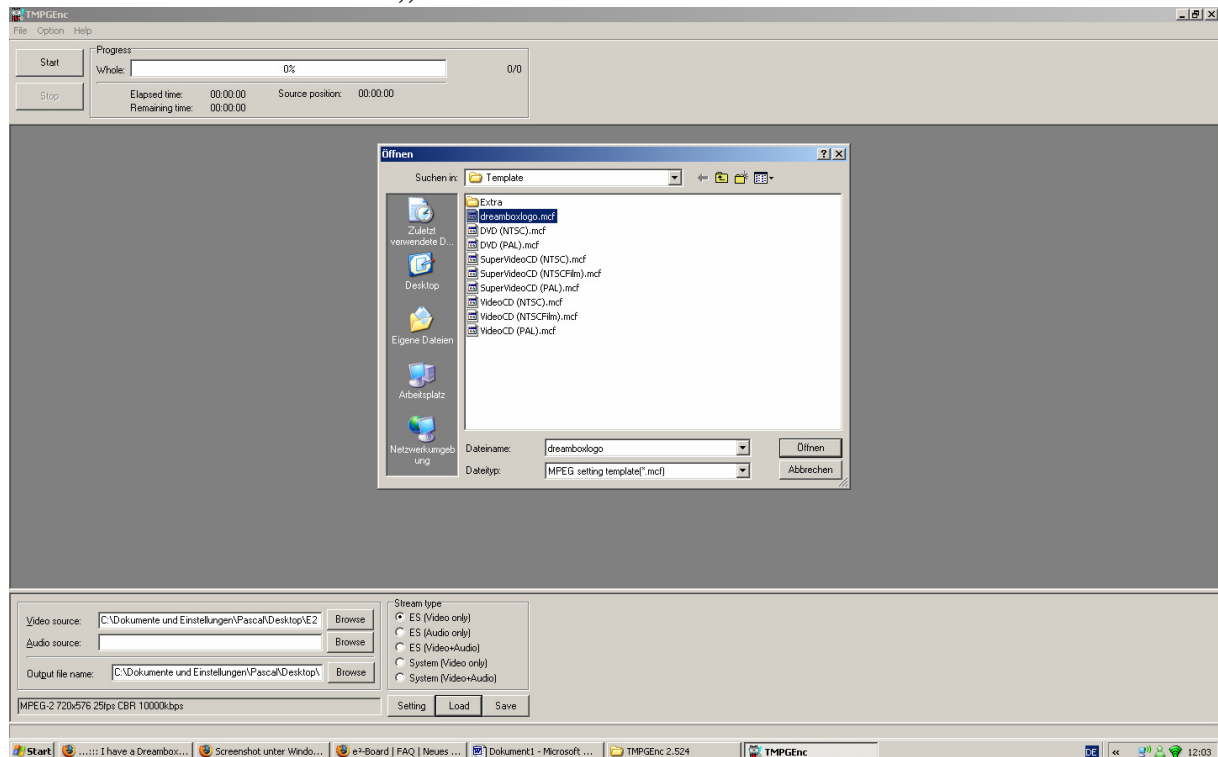 „
TMPGEnc
File Option Help
Start
Stop
Progress
Whole: 0% 0/0
Elapsed time: 00:00:00 Source position: 00:00:00
Remaining time: 00:00:00
Öffnen
Suchen in: Template
Zuletzt verwendete D...
Desktop
Eigene Dateien
Arbeitsplatz
Netzwerkumgeb
ung
Extra
dreamboxlogo.mcf
DVD (NTSC).mcf
DVD (PAL).mcf
SuperVideoCD (NTSC).mcf
SuperVideoCD (NTSCFilm).mcf
SuperVideoCD (PAL).mcf
VideoCD (NTSC).mcf
VideoCD (NTSCFilm).mcf
VideoCD (PAL).mcf
Dateiname: dreamboxlogo Öffnen
Dateityp: MPEG setting template(*.mcf) Abbrechen
Video source: C:\Dokumente und Einstellungen\Pascal\Desktop\E2 Browse
Audio source: Browse
Output file name: C:\Dokumente und Einstellungen\Pascal\Desktop\ Browse
MPEG-2 720x576 25fps CBR 10000kbps
Stream type
ES (Video only)
ES (Audio only)
ES (Video+Audio)
System (Video only)
System (Video+Audio)
Setting Load Save
Start ...::: I have a Dreambox... Screenshot unter Windo... e²-Board | FAQ | Neues ... Dokument1 - Microsoft ... TMPGEnc 2.524 TMPGEnc DE « 12:03